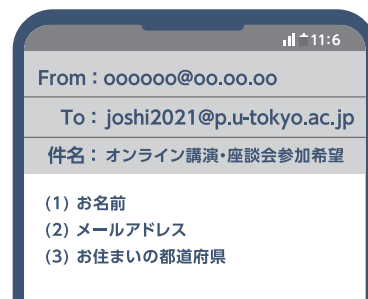 11:6
From：oooooo@oo.oo.oo
To：joshi2021@p.u-tokyo.ac.jp
件名：オンライン講演・座談会参加希望
(1) お名前
(2) メールアドレス
(3) お住まいの都道府県